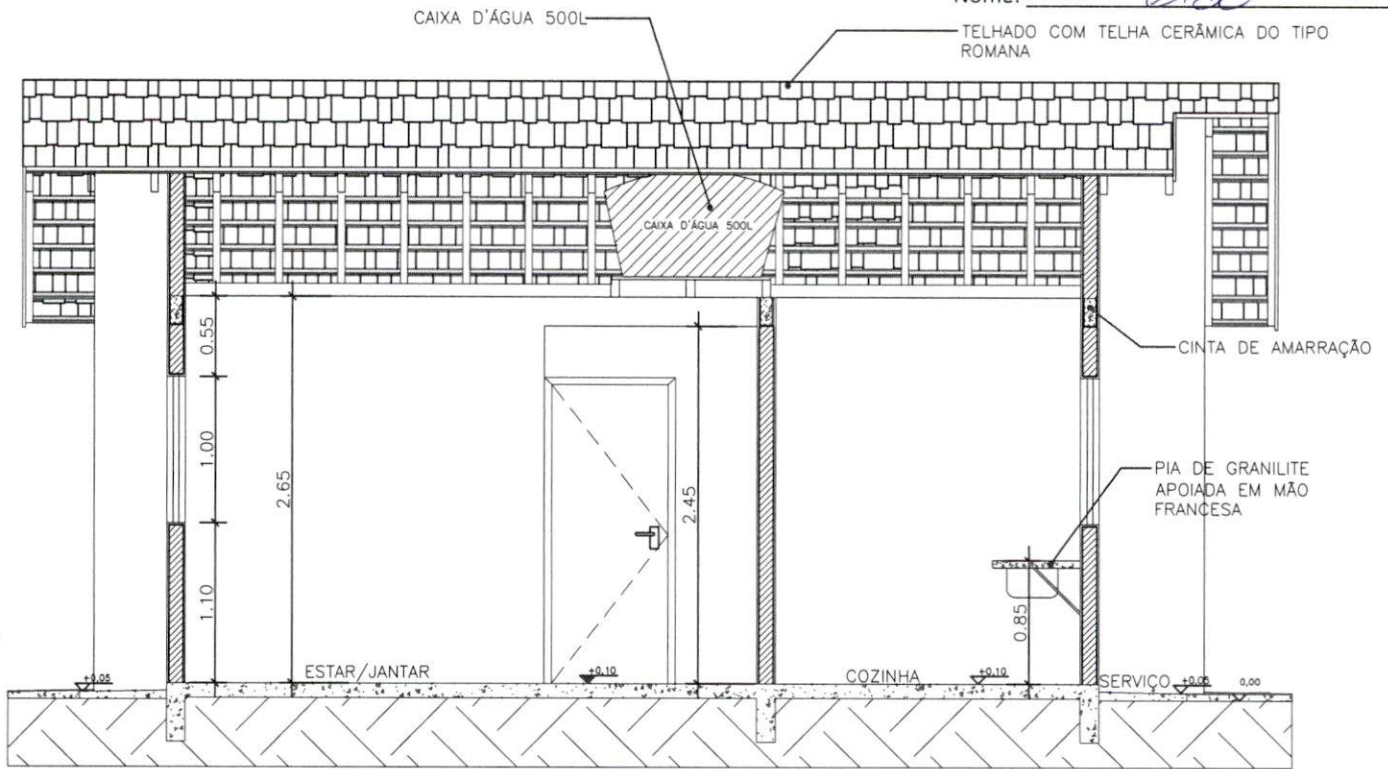 Nome:
CAIXA D'ÁGUA 500L
TELHADO COM TELHA CERÂMICA DO TIPO
ROMANA
CAIXA D'ÁGUA 500L
0.55
CINTA DE AMARRAÇÃO
1.00
2.65
2.45
PIA DE GRANILITE
APOIADA EM MÃO
FRANCESA
1.10
0.85
+0.05
ESTAR/JANTAR
+0.10
COZINHA
+0.10
SERVIÇO
+0.05
0,00